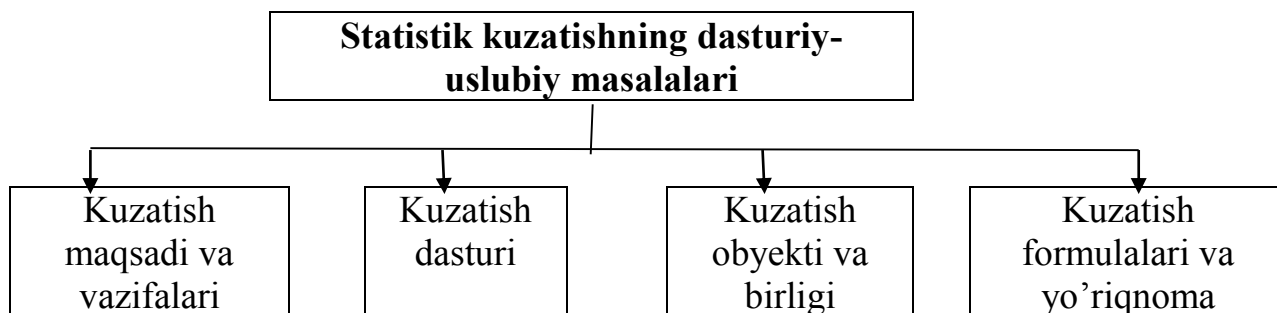 Statistik kuzatishning dasturiy-
uslubiy masalalari
Kuzatish
maqsadi va
vazifalari
Kuzatish
dasturi
Kuzatish
obyekti va
birligi
Kuzatish
formulalari va
yo’riqnoma